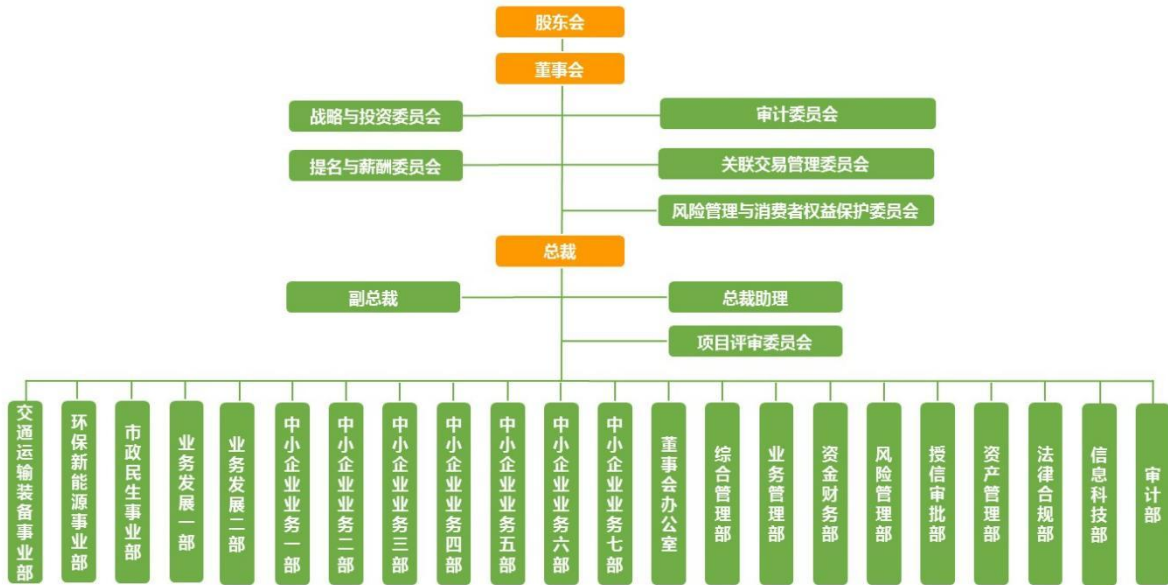 股东会
董事会
战略与投资委员会
审计委员会
提名与薪酬委员会
关联交易管理委员会
风险管理与消费者权益保护委员会
总裁
副总裁
总裁助理
项目评审委员会
交通运输装备事业部
环保新能源事业部
市政民生事业部
业务发展一部
业务发展二部
中小企业业务一部
中小企业业务二部
中小企业业务三部
中小企业业务四部
中小企业业务五部
中小企业业务六部
中小企业业务七部
董事会办公室
综合管理部
业务管理部
资金财务部
风险管理部
授信审批部
资产管理部
法律合规部
信息科技部
审计部